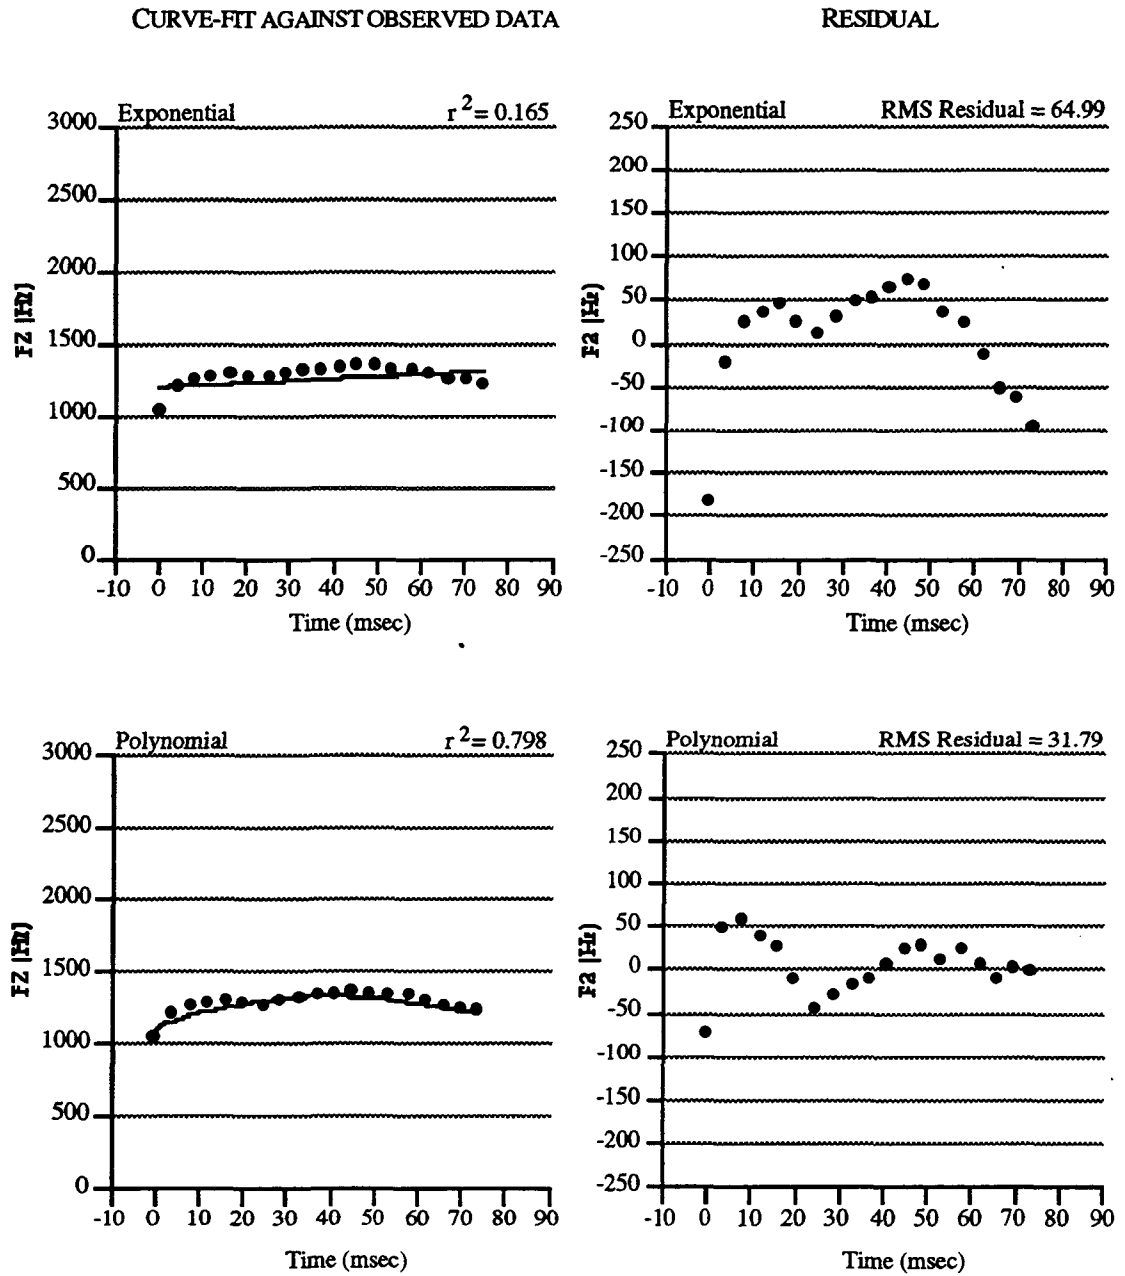 CURVE-FIT AGAINST OBSERVED DATA
RESIDUAL
Exponential r 2 = 0.165
3000
2500
2000
1500
1000
500
0
F2 (Hz)
-10 0 10 20 30 40 50 60 70 80 90
Time (msec)
Exponential RMS Residual = 64.99
250
200
150
100
50
0
-50
-100
-150
-200
-250
F2 (Hz)
-10 0 10 20 30 40 50 60 70 80 90
Time (msec)
Polynomial r 2 = 0.798
3000
2500
2000
1500
1000
500
0
F2 (Hz)
-10 0 10 20 30 40 50 60 70 80 90
Time (msec)
Polynomial RMS Residual = 31.79
250
200
150
100
50
0
-50
-100
-150
-200
-250
F2 (Hz)
-10 0 10 20 30 40 50 60 70 80 90
Time (msec)